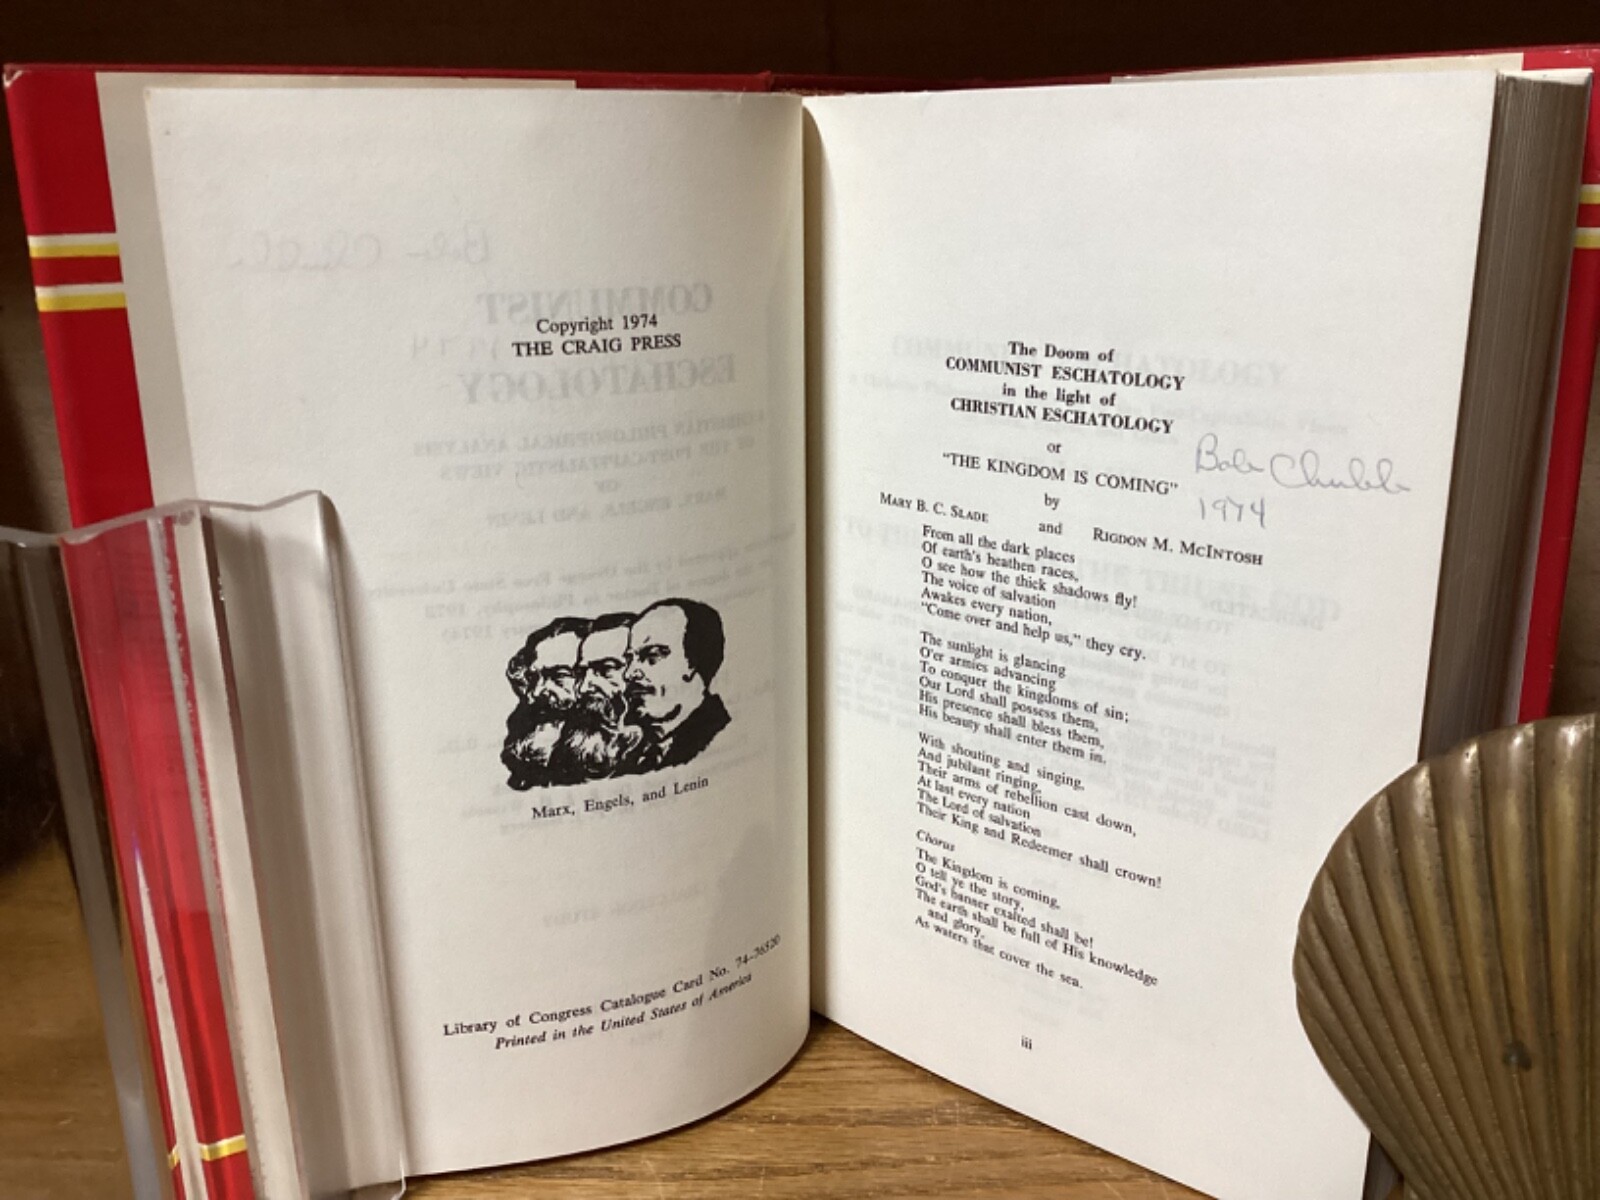 Copyright 1974
THE CRAIG PRESS
Marx, Engels, and Lenin
Library of Congress Catalogue Card No. 74-76520
Printed in the United States of America
The Doom of
COMMUNIST ESCHATOLOGY
in the light of
CHRISTIAN ESCHATOLOGY
or
"THE KINGDOM IS COMING"
by
MARY B. C. SLADE and RIGDON M. MCINTOSH
Bob Chubb
1974
From all the dark places
Of earth's heathen races,
O see how the thick shadows fly!
The voice of salvation
Awakes every nation,
"Come over and help us," they cry.
The sunlight is glancing
O'er armies advancing
To conquer the kingdoms of sin;
Our Lord shall possess them,
His presence shall bless them,
His beauty shall enter them in.
With shouting and singing,
And jubilant ringing,
Their arms of rebellion cast down,
At last every nation
The Lord of salvation
Their King and Redeemer shall crown!
Chorus
The Kingdom is coming,
O tell ye the story,
God's banner exalted shall be!
The earth shall be full of His knowledge
and glory,
As waters that cover the sea.
iii